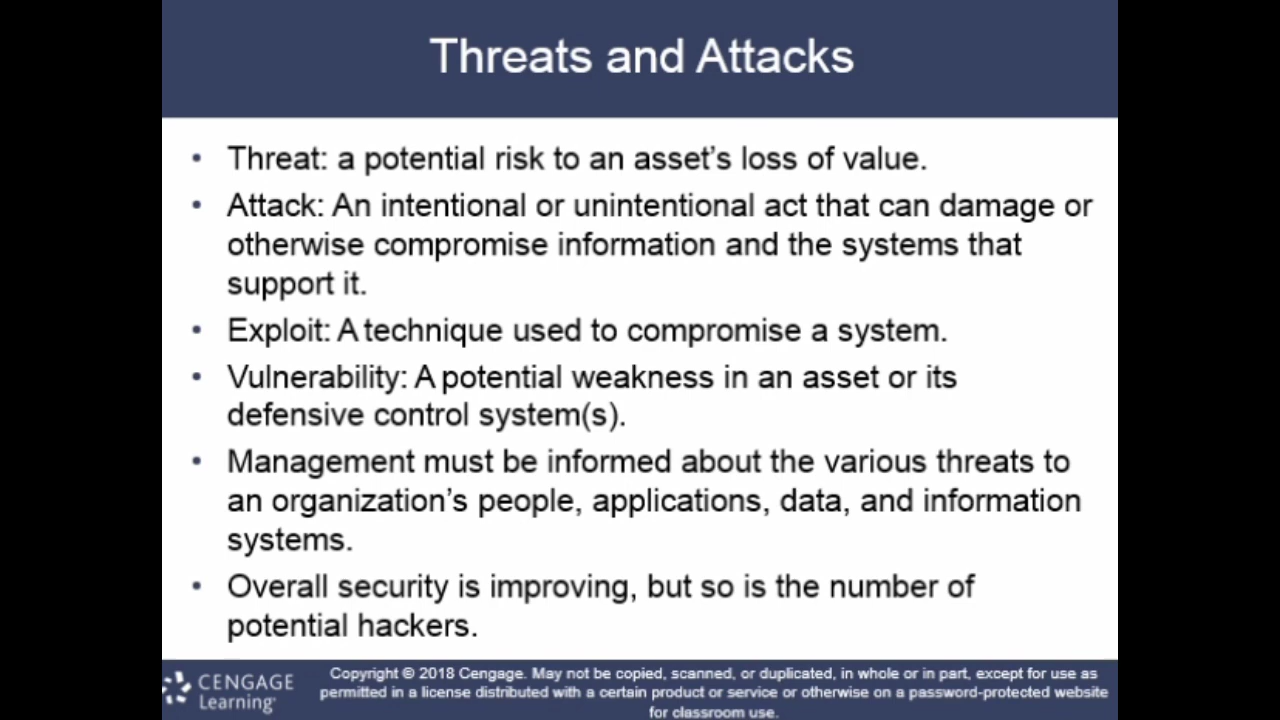 Threats and Attacks
• Threat: a potential risk to an asset's loss of value.
• Attack: An intentional or unintentional act that can damage or
otherwise compromise information and the systems that
support it.
• Exploit: A technique used to compromise a system.
• Vulnerability: A potential weakness in an asset or its
defensive control system(s).
• Management must be informed about the various threats to
an organization's people, applications, data, and information
systems.
• Overall security is improving, but so is the number of
potential hackers.
CENGAGE
Learning
Copyright © 2018 Cengage. May not be copied, scanned, or duplicated, in whole or in part, except for use as
permitted in a license distributed with a certain product or service or otherwise on a password-protected website
for classroom use.